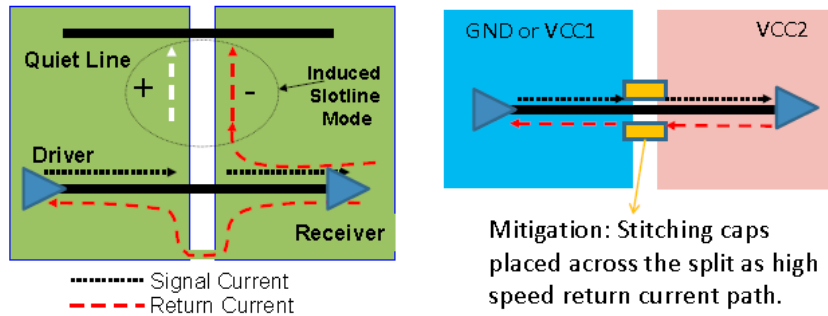 Quiet Line
+
-
Induced
Slotline
Mode
Driver
Receiver
Signal Current
Return Current
GND or VCC1
VCC2
Mitigation: Stitching caps
placed across the split as high
speed return current path.